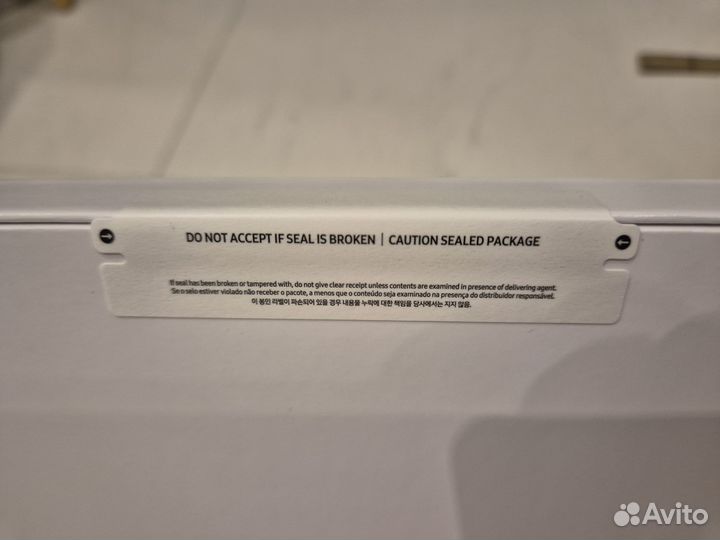 DO NOT ACCEPT IF SEAL IS BROKEN | CAUTION SEALED PACKAGE
If seal has been broken or tampered with, do not give clear receipt unless contents are examined in presence of delivering agent.
Se o selo estiver violado não receber o pacote, a menos que o conteúdo seja examinado na presença do distribuidor responsável.
이 봉인 라벨이 파손되어 있을 경우 내용물 누락에 대한 책임을 당사에서는 지지 않음.
Avito